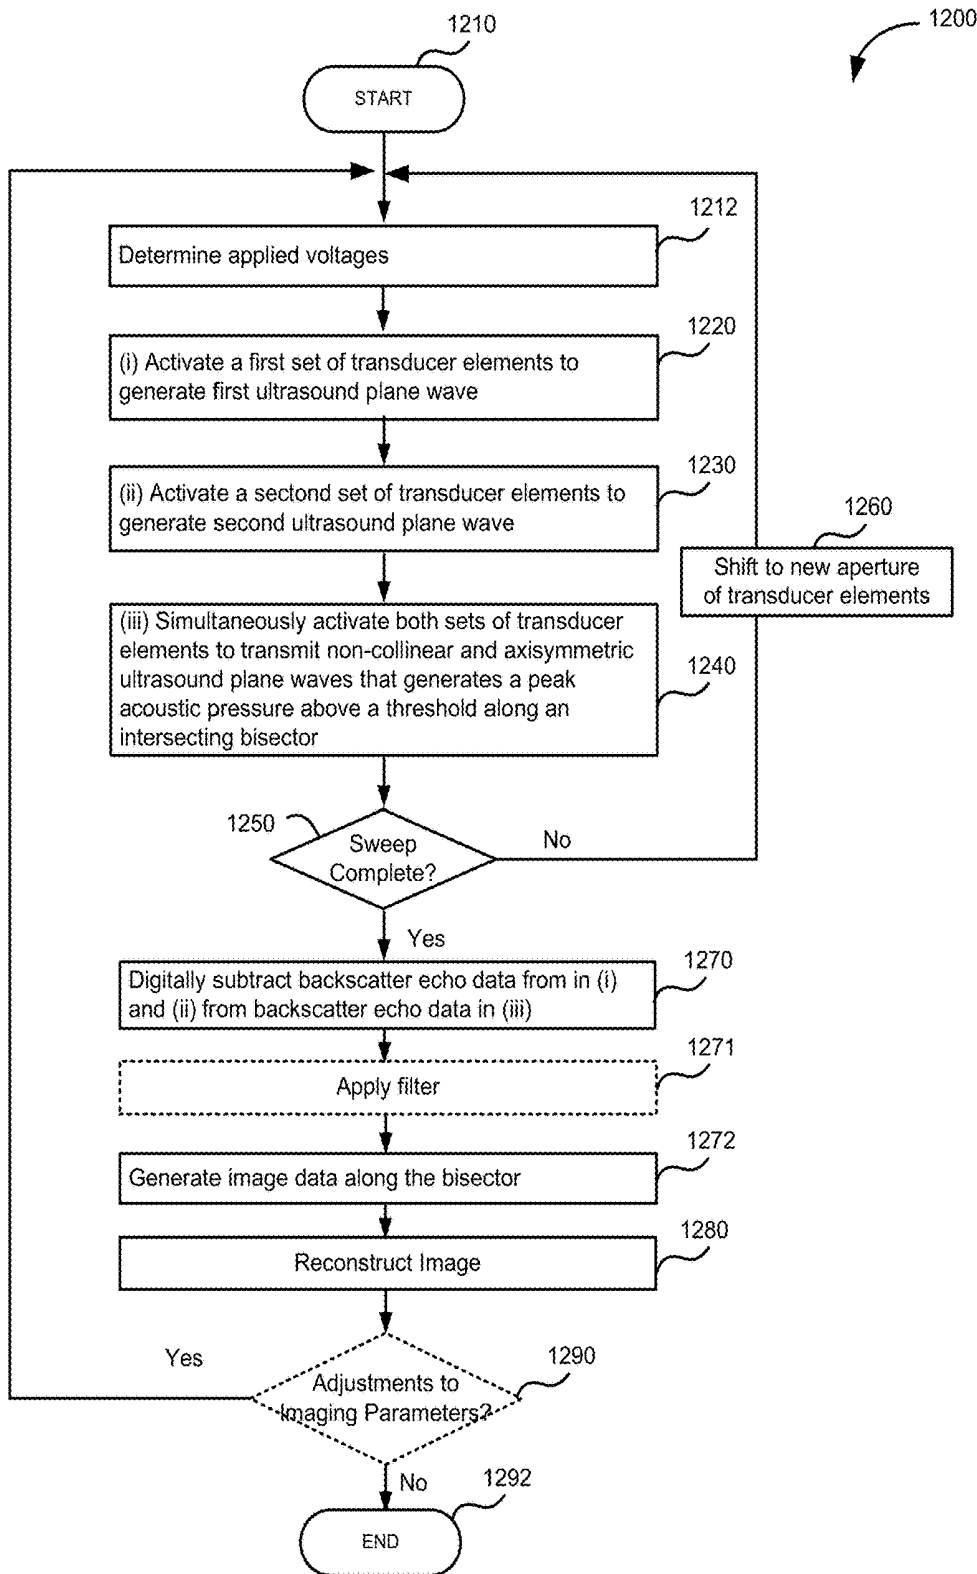 1200
1210
START
1212
Determine applied voltages
1220
(i) Activate a first set of transducer elements to
generate first ultrasound plane wave
1230
(ii) Activate a sectond set of transducer elements to
generate second ultrasound plane wave
1260
Shift to new aperture
of transducer elements
(iii) Simultaneously activate both sets of transducer
elements to transmit non-collinear and axisymmetric
ultrasound plane waves that generates a peak
acoustic pressure above a threshold along an
intersecting bisector
1240
1250
Sweep
Complete?
No
Yes
1270
Digitally subtract backscatter echo data from in (i)
and (ii) from backscatter echo data in (iii)
1271
Apply filter
1272
Generate image data along the bisector
1280
Reconstruct Image
Yes
1290
Adjustments to
Imaging Parameters?
No
1292
END